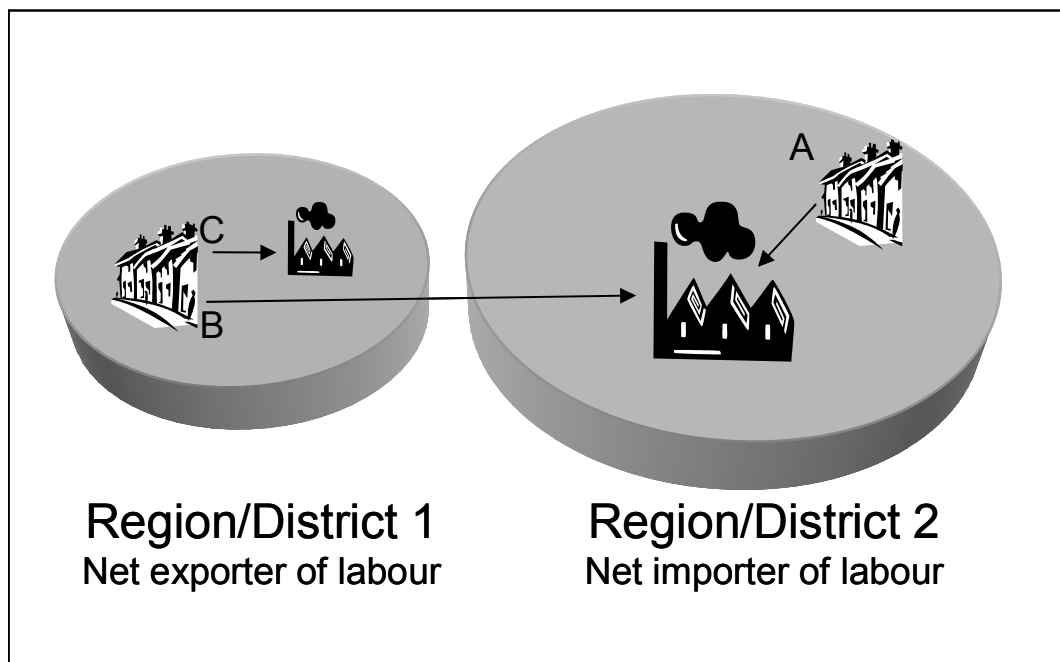 A
C
B
Region/District 1
Net exporter of labour
Region/District 2
Net importer of labour